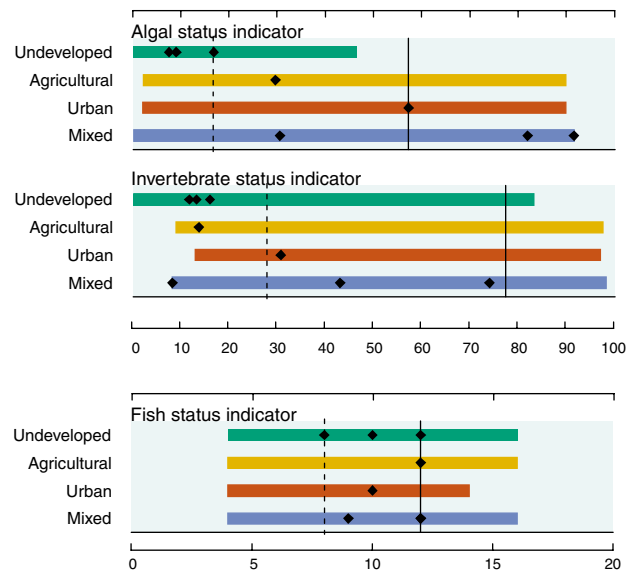 Algal status indicator
Undeveloped
Agricultural
Urban
Mixed
Invertebrate status indicator
Undeveloped
Agricultural
Urban
Mixed
0 10 20 30 40 50 60 70 80 90 100
Fish status indicator
Undeveloped
Agricultural
Urban
Mixed
0 5 10 15 20